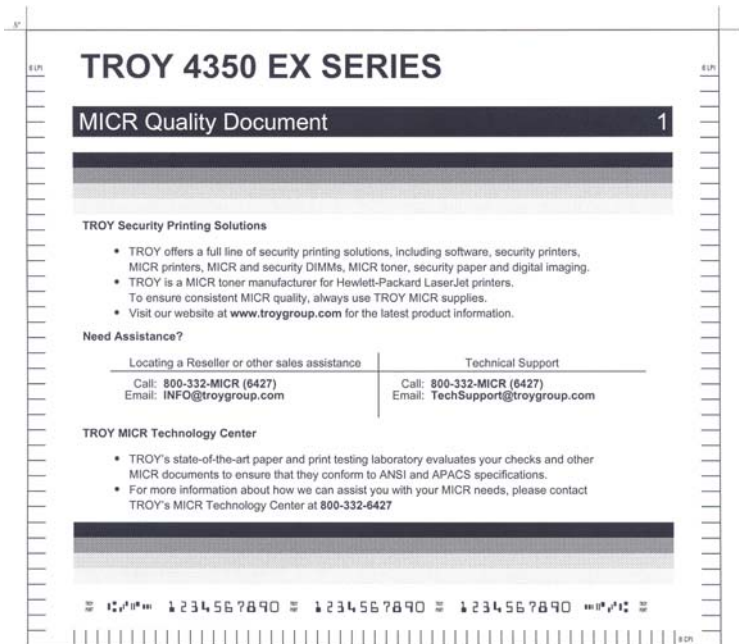 .5"
TROY 4350 EX SERIES
6 LPI
8 LPI
MICR Quality Document 1
TROY Security Printing Solutions
• TROY offers a full line of security printing solutions, including software, security printers,
MICR printers, MICR and security DIMMs, MICR toner, security paper and digital imaging.
• TROY is a MICR toner manufacturer for Hewlett-Packard LaserJet printers.
To ensure consistent MICR quality, always use TROY MICR supplies.
• Visit our website at www.troygroup.com for the latest product information.
Need Assistance?
Locating a Reseller or other sales assistance
Call: 800-332-MICR (6427)
Email: INFO@troygroup.com
Technical Support
Call: 800-332-MICR (6427)
Email: TechSupport@troygroup.com
TROY MICR Technology Center
• TROY's state-of-the-art paper and print testing laboratory evaluates your checks and other
MICR documents to ensure that they conform to ANSI and APACS specifications.
• For more information about how we can assist you with your MICR needs, please contact
TROY's MICR Technology Center at 800-332-6427
1234567890 1234567890 1234567890
8 CPI